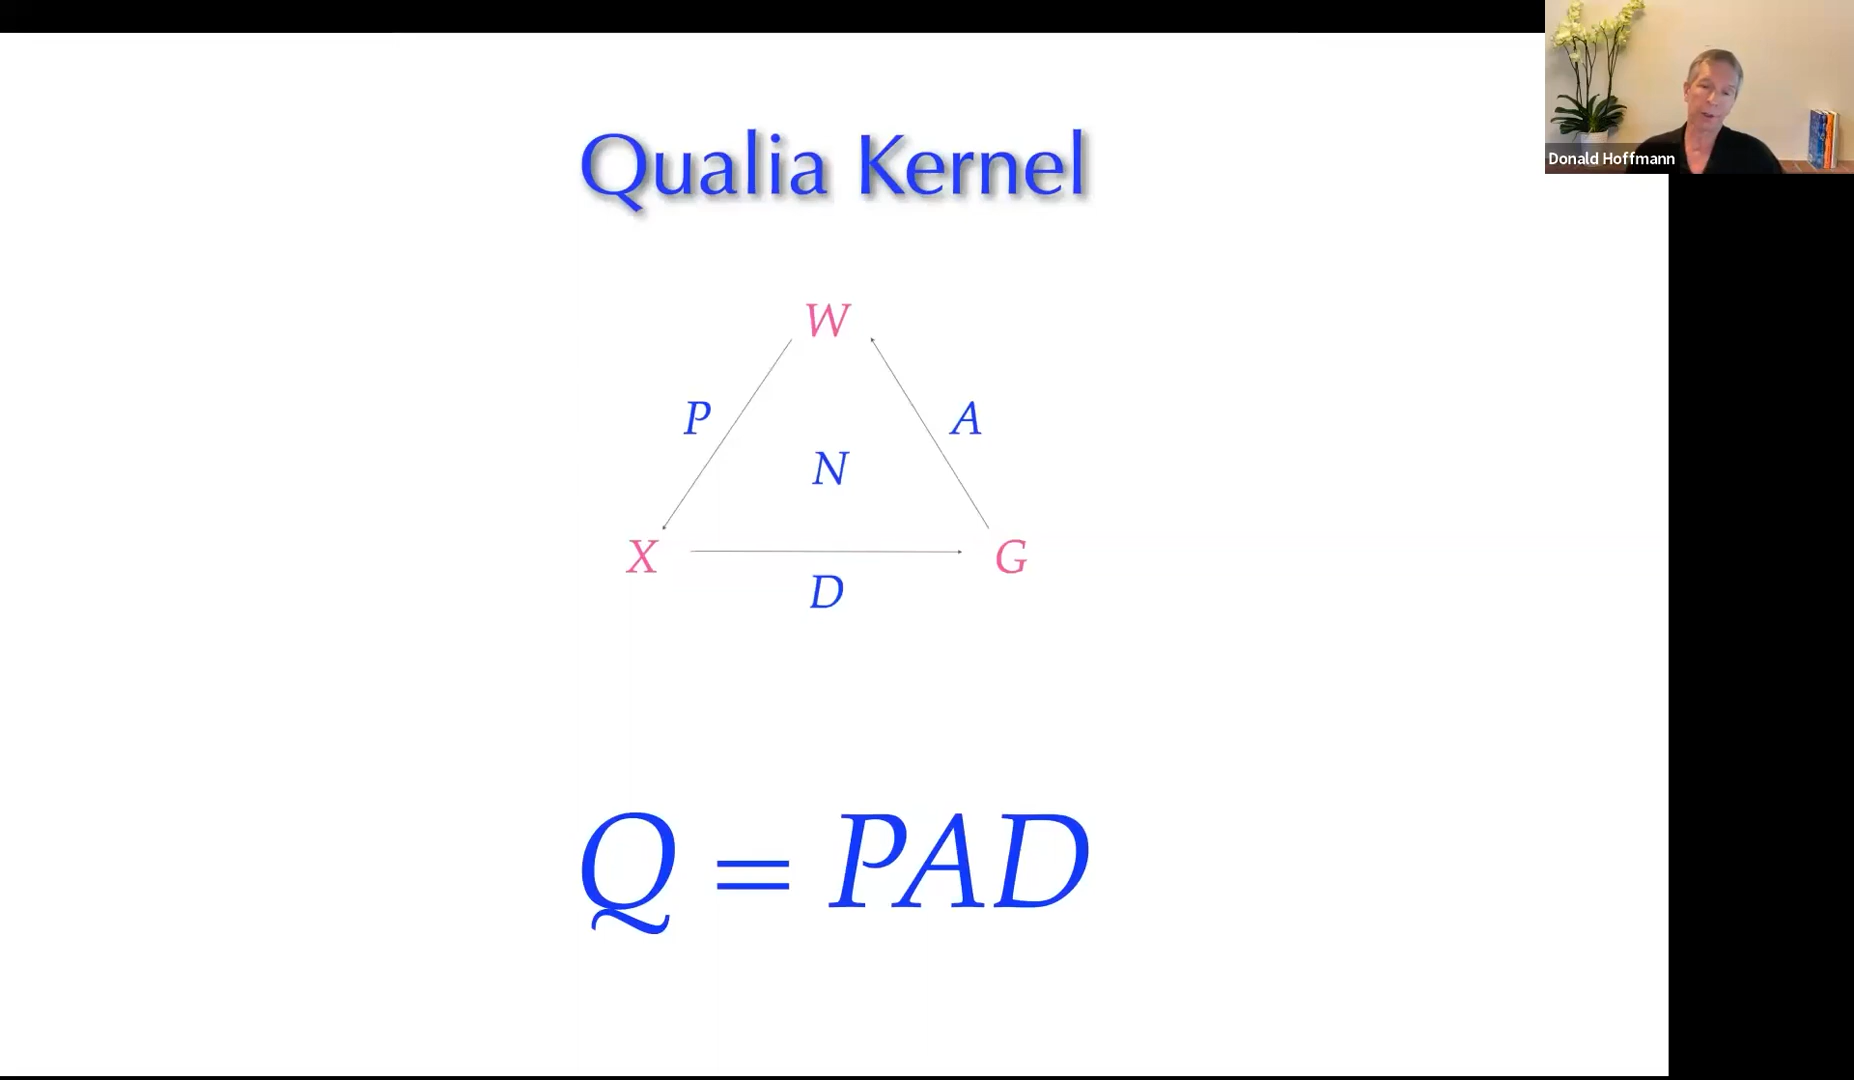 Donald Hoffmann
Qualia Kernel
W
P
A
N
X
G
D
Q = PAD